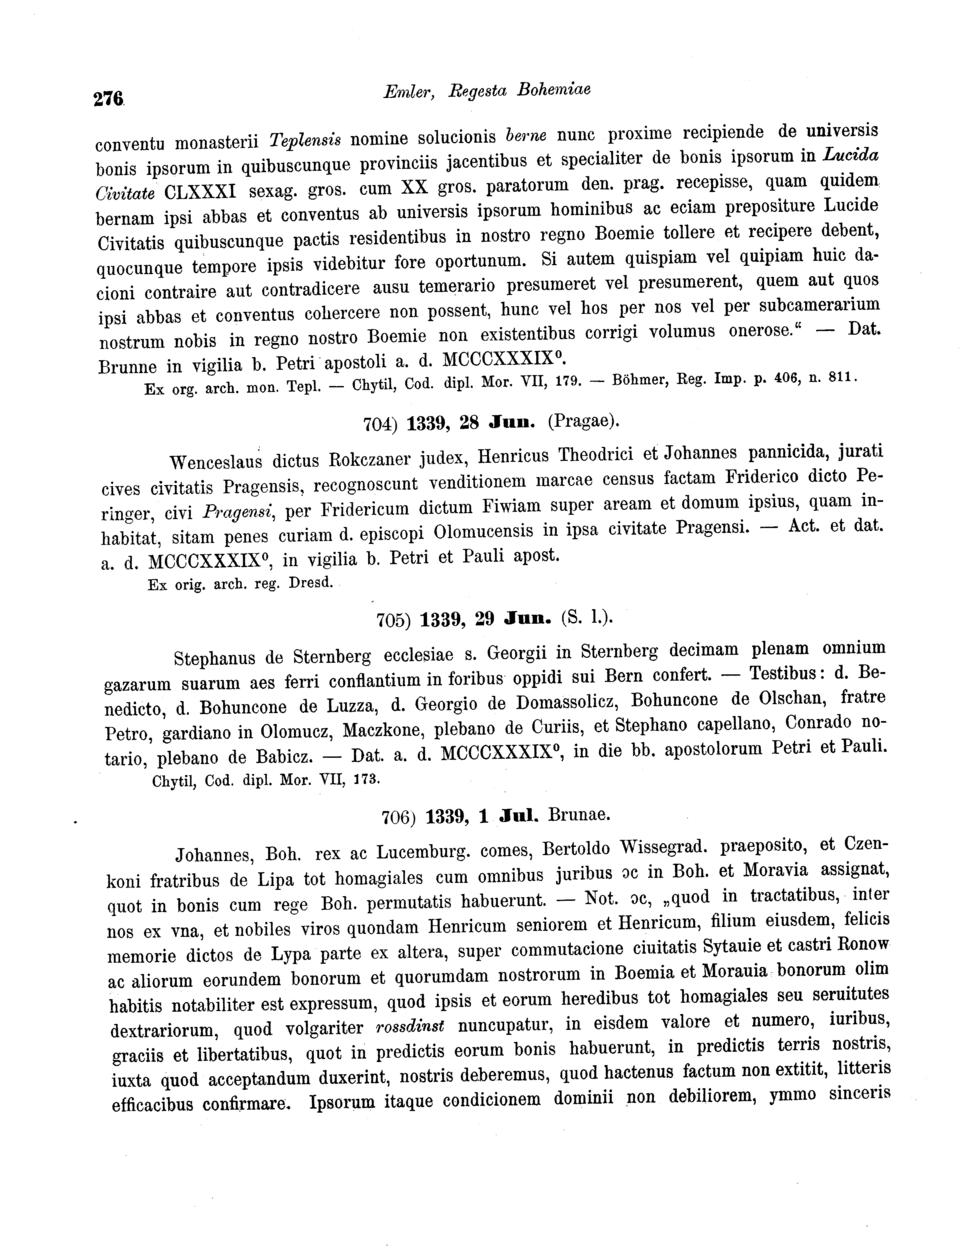 276
Emler, Regesta Bohemiae
conventu monasterii Teplensis nomine solucionis berne nunc proxime recipiende de universis
bonis ipsorum in quibuscunque provinciis jacentibus et specialiter de bonis ipsorum in Lucida
Civitate CLXXXI sexag. gros. cum XX gros. paratorum den. prag. recepisse, quam quidem
bernam ipsi abbas et conventus ab universis ipsorum hominibus ac eciam prepositure Lucide
Civitatis quibuscunque pactis residentibus in nostro regno Boemie tollere et recipere debent,
quocunque tempore ipsis videbitur fore oportunum. Si autem quispiam vel quipiam huic da-
cioni contraire aut contradicere ausu temerario presumeret vel presumerent, quem aut quos
ipsi abbas et conventus cohercere non possent, hunc vel hos per nos vel per subcamerarium
nostrum nobis in regno nostro Boemie non existentibus corrigi volumus onerose.“ — Dat.
Brunne in vigilia b. Petri apostoli a. d. MCCCXXXIX⁰.
Ex org. arch. mon. Tepl. — Chytil, Cod. dipl. Mor. VII, 179. — Böhmer, Reg. Imp. p. 406, n. 811.
704) 1339, 28 Jun. (Pragae).
Wenceslaus dictus Rokczaner judex, Henricus Theodrici et Johannes pannicida, jurati
cives civitatis Pragensis, recognoscunt venditionem marcae census factam Friderico dicto Pe-
ringer, civi Pragensi, per Fridericum dictum Fiwiam super aream et domum ipsius, quam in-
habitat, sitam penes curiam d. episcopi Olomucensis in ipsa civitate Pragensi. — Act. et dat.
a. d. MCCCXXXIX⁰, in vigilia b. Petri et Pauli apost.
Ex orig. arch. reg. Dresd.
705) 1339, 29 Jun. (S. l.).
Stephanus de Sternberg ecclesiae s. Georgii in Sternberg decimam plenam omnium
gazarum suarum aes ferri conflantium in foribus oppidi sui Bern confert. — Testibus: d. Be-
nedicto, d. Bohuncone de Luzza, d. Georgio de Domassolicz, Bohuncone de Olschan, fratre
Petro, gardiano in Olomucz, Maczkone, plebano de Curiis, et Stephano capellano, Conrado no-
tario, plebano de Babicz. — Dat. a. d. MCCCXXXIX⁰, in die bb. apostolorum Petri et Pauli.
Chytil, Cod. dipl. Mor. VII, 173.
706) 1339, 1 Jul. Brunae.
Johannes, Boh. rex ac Lucemburg. comes, Bertoldo Wissegrad. praeposito, et Czen-
koni fratribus de Lipa tot homagiales cum omnibus juribus ɔc in Boh. et Moravia assignat,
quot in bonis cum rege Boh. permutatis habuerunt. — Not. ɔc, „quod in tractatibus, inter
nos ex vna, et nobiles viros quondam Henricum seniorem et Henricum, filium eiusdem, felicis
memorie dictos de Lypa parte ex altera, super commutacione ciuitatis Sytauie et castri Ronow
ac aliorum eorundem bonorum et quorumdam nostrorum in Boemia et Morauia bonorum olim
habitis notabiliter est expressum, quod ipsis et eorum heredibus tot homagiales seu seruitutes
dextrariorum, quod volgariter rossdinst nuncupatur, in eisdem valore et numero, iuribus,
graciis et libertatibus, quot in predictis eorum bonis habuerunt, in predictis terris nostris,
iuxta quod acceptandum duxerint, nostris deberemus, quod hactenus factum non extitit, litteris
efficacibus confirmare. Ipsorum itaque condicionem dominii non debiliorem, ymmo sinceris